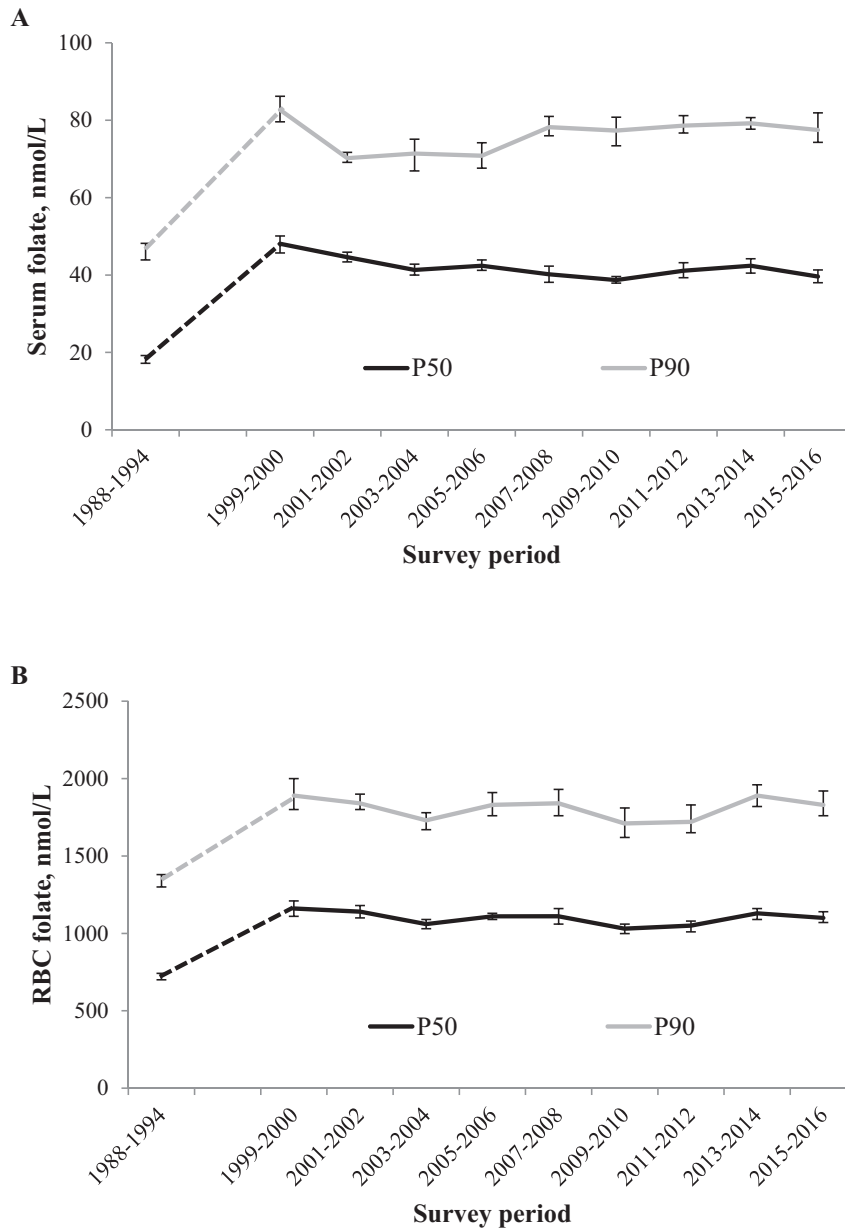 A
100
80
60
40
20
0
Serum folate, nmol/L
P50 P90
1988-1994 1999-2000 2001-2002 2003-2004 2005-2006 2007-2008 2009-2010 2011-2012 2013-2014 2015-2016
Survey period
B
2500
2000
1500
1000
500
0
RBC folate, nmol/L
P50 P90
1988-1994 1999-2000 2001-2002 2003-2004 2005-2006 2007-2008 2009-2010 2011-2012 2013-2014 2015-2016
Survey period